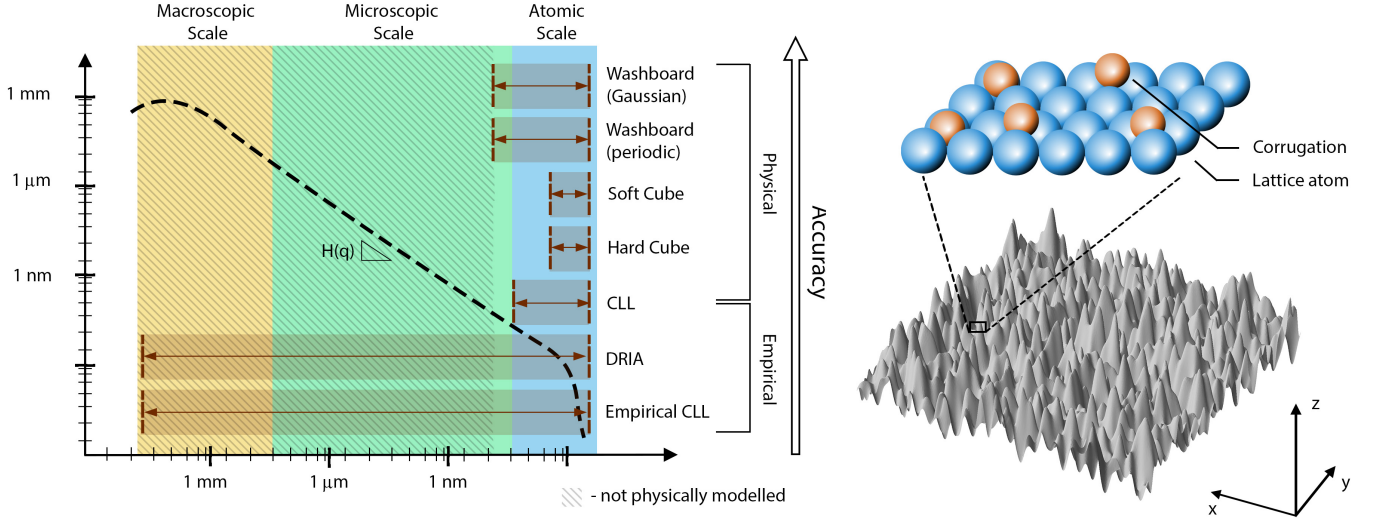 Macroscopic
Scale
Microscopic
Scale
Atomic
Scale
1 mm
1 μm
1 nm
H(q)
Washboard
(Gaussian)
Washboard
(periodic)
Soft Cube
Hard Cube
CLL
DRIA
Empirical CLL
Physical
Empirical
Accuracy
1 mm
1 μm
1 nm
- not physically modelled
Corrugation
Lattice atom
z
y
x